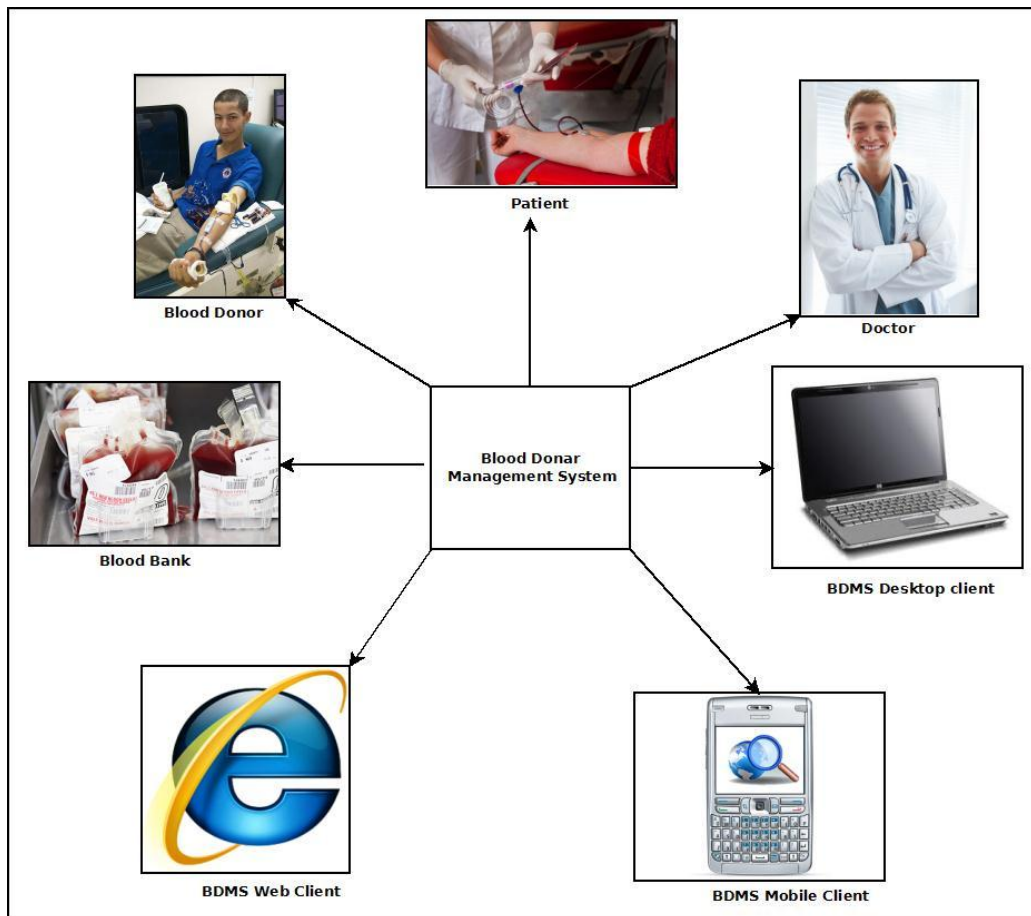 Patient
Blood Donor
Doctor
Blood Donar
Management System
Blood Bank
BDMS Desktop client
BDMS Web Client
BDMS Mobile Client